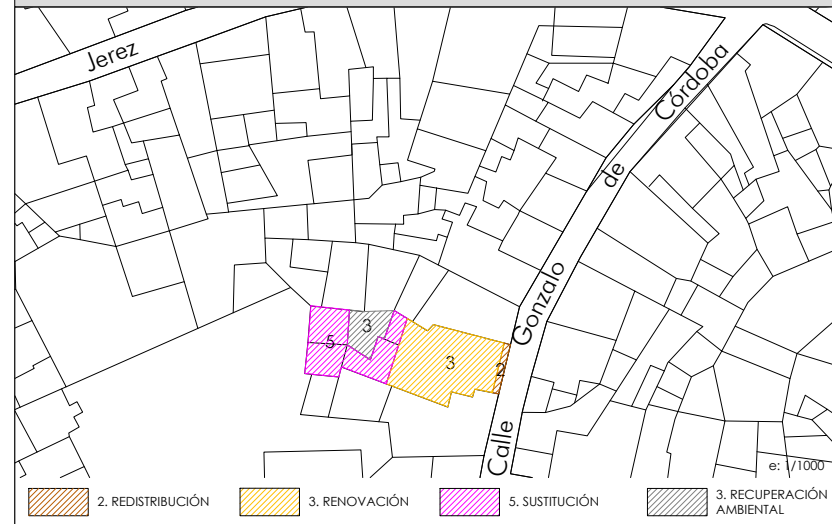 Jerez
Calle Gonzalo de Córdoba
3
5
3
2
e: 1/1000
2. REDISTRIBUCIÓN
3. RENOVACIÓN
5. SUSTITUCIÓN
3. RECUPERACIÓN
AMBIENTAL